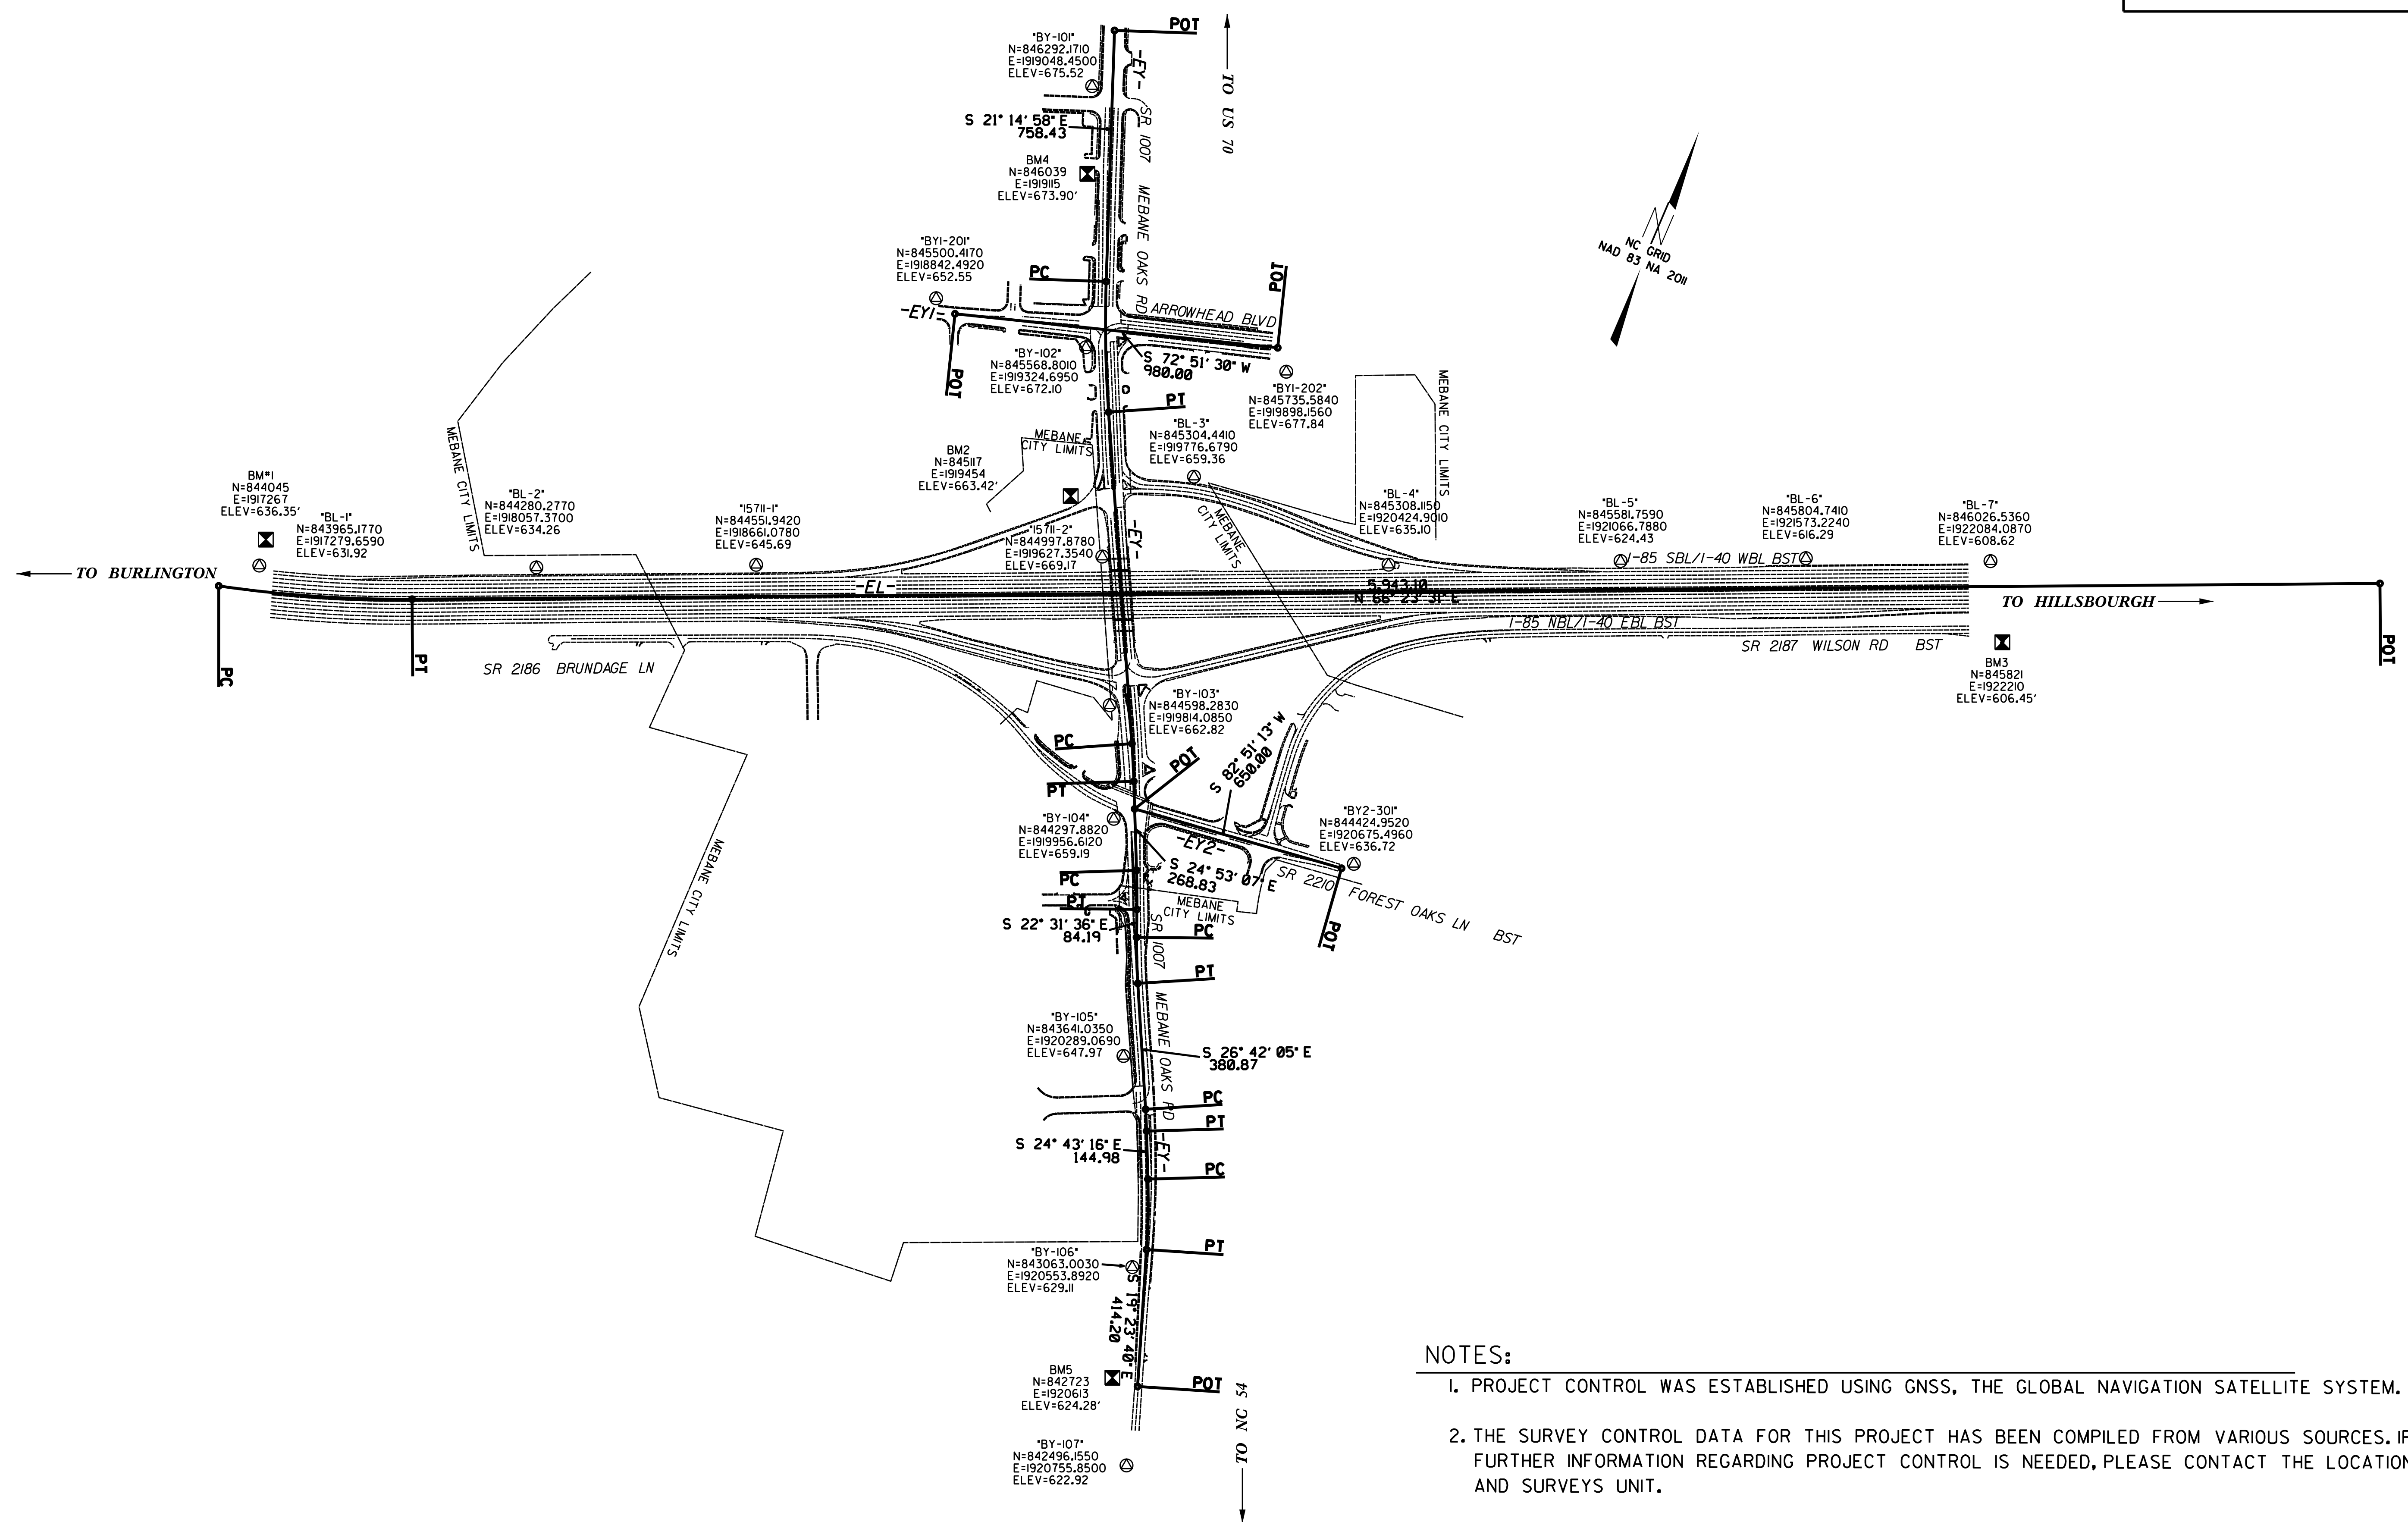 POT
"BY-101"
N=846292.1710
E=1919048.4500
ELEV=675.52
-EY-
TO US 70
S 21° 14' 58" E
758.43
SR 1007 MEBANE OAKS RD
BM4
N=846039
E=1919115
ELEV=673.90'
NC GRID
NAD 83 NA 2011
"BY1-201"
N=845500.4170
E=1918842.4920
ELEV=652.55
PC
POT
-EY1-
ARROWHEAD BLVD
"BY-102"
N=845568.8010
E=1919324.6950
ELEV=672.10
POT
S 72° 51' 30" W
980.00
"BY1-202"
N=845735.5840
E=1919898.1560
ELEV=677.84
PT
MEBANE CITY LIMITS
MEBANE CITY LIMITS
MEBANE
CITY LIMITS
"BL-3"
N=845304.4410
E=1919776.6790
ELEV=659.36
BM2
N=845117
E=1919454
ELEV=663.42'
BM#1
N=844045
E=1917267
ELEV=636.35'
"BL-1"
N=843965.1770
E=1917279.6590
ELEV=631.92
"BL-2"
N=844280.2770
E=1918057.3700
ELEV=634.26
"15711-1"
N=844551.9420
E=1918661.0780
ELEV=645.69
"15711-2"
N=844997.8780
E=1919627.3540
ELEV=669.17
-EY-
MEBANE
CITY LIMITS
"BL-4"
N=845308.1150
E=1920424.9010
ELEV=635.10
"BL-5"
N=845581.7590
E=1921066.7880
ELEV=624.43
"BL-6"
N=845804.7410
E=1921573.2240
ELEV=616.29
"BL-7"
N=846026.5360
E=1922084.0870
ELEV=608.62
I-85 SBL/I-40 WBL BST
TO BURLINGTON
-EL-
5,943.10
N 66° 23' 31" E
TO HILLSBOURGH
I-85 NBL/I-40 EBL BST
PC
PT
SR 2186 BRUNDAGE LN
SR 2187 WILSON RD BST
POT
BM3
N=845821
E=1922210
ELEV=606.45'
"BY-103"
N=844598.2830
E=1919814.0850
ELEV=662.82
PC
POT
S 82° 51' 13" W
650.00
PT
"BY-104"
N=844297.8820
E=1919956.6120
ELEV=659.19
-EY2-
"BY2-301"
N=844424.9520
E=1920675.4960
ELEV=636.72
MEBANE CITY LIMITS
PC
S 24° 53' 07" E
268.83
SR 2210 FOREST OAKS LN BST
PT
MEBANE
CITY LIMITS
S 22° 31' 36" E
84.19
PC
POT
PT
SR 1007 MEBANE OAKS RD
"BY-105"
N=843641.0350
E=1920289.0690
ELEV=647.97
S 26° 42' 05" E
380.87
PC
PT
S 24° 43' 16" E
144.98
-EY-
PC
PT
"BY-106"
N=843063.0030
E=1920553.8920
ELEV=629.11
S 19° 23' 40" E
414.20
BM5
N=842723
E=1920613
ELEV=624.28'
POT
TO NC 54
"BY-107"
N=842496.1550
E=1920755.8500
ELEV=622.92
NOTES:
1. PROJECT CONTROL WAS ESTABLISHED USING GNSS, THE GLOBAL NAVIGATION SATELLITE SYSTEM.
2. THE SURVEY CONTROL DATA FOR THIS PROJECT HAS BEEN COMPILED FROM VARIOUS SOURCES. IF
FURTHER INFORMATION REGARDING PROJECT CONTROL IS NEEDED, PLEASE CONTACT THE LOCATION
AND SURVEYS UNIT.